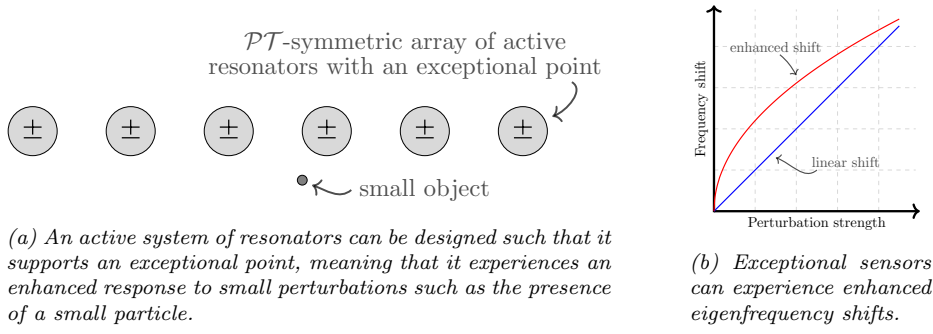 𝒫𝒯-symmetric array of active
resonators with an exceptional point
± ± ± ± ± ±
small object
(a) An active system of resonators can be designed such that it
supports an exceptional point, meaning that it experiences an
enhanced response to small perturbations such as the presence
of a small particle.
Frequency shift
enhanced shift
linear shift
Perturbation strength
(b) Exceptional sensors
can experience enhanced
eigenfrequency shifts.